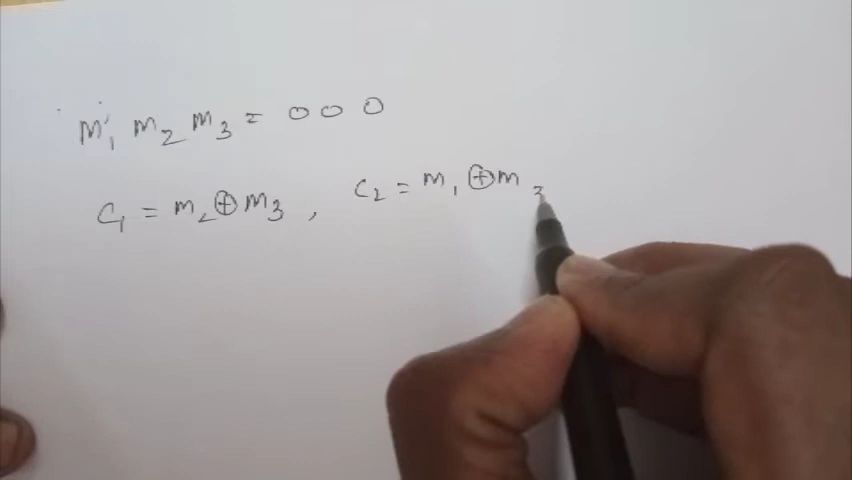 m₁ m₂ m₃ = 0 0 0
C₁ = m₂ ⊕ m₃ , C₂ = m₁ ⊕ m₃